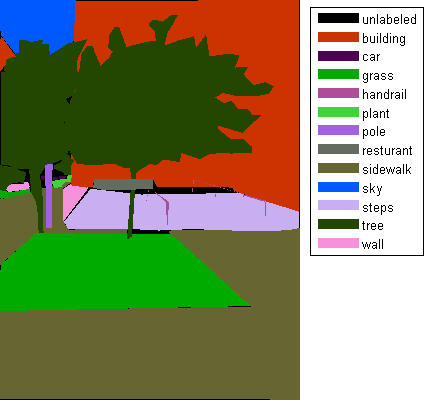 unlabeled
building
car
grass
handrail
plant
pole
resturant
sidewalk
sky
steps
tree
wall